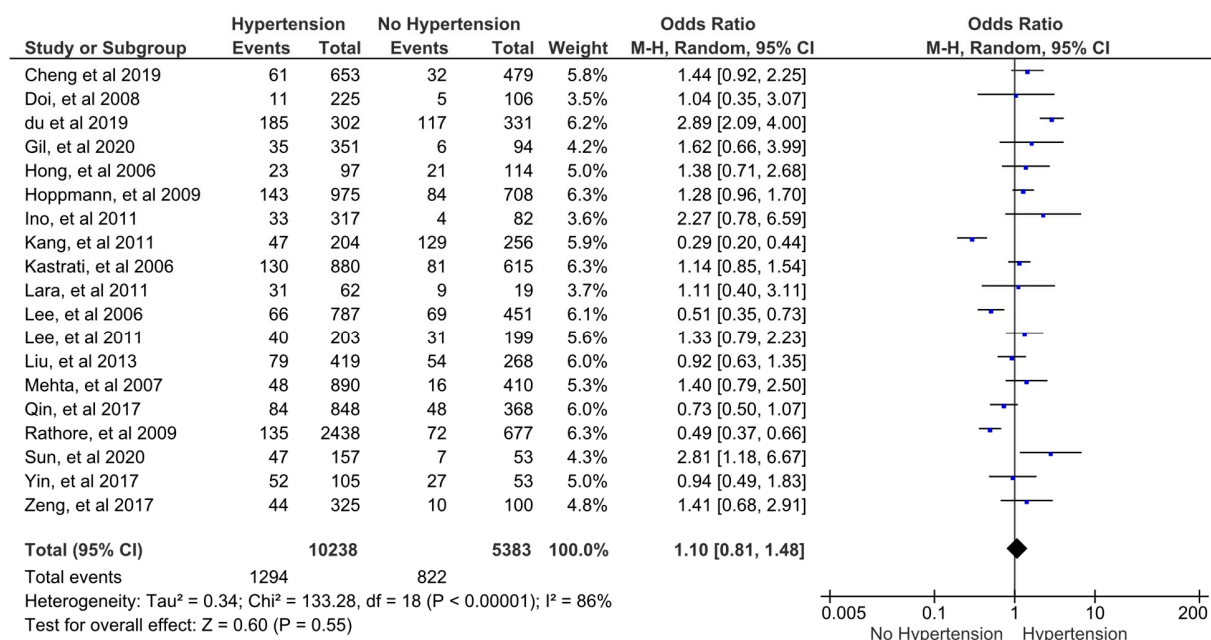 Hypertension No Hypertension Odds Ratio Odds Ratio
Study or Subgroup Events Total Events Total Weight M-H, Random, 95% CI M-H, Random, 95% CI
Cheng et al 2019 61 653 32 479 5.8% 1.44 [0.92, 2.25]
Doi, et al 2008 11 225 5 106 3.5% 1.04 [0.35, 3.07]
du et al 2019 185 302 117 331 6.2% 2.89 [2.09, 4.00]
Gil, et al 2020 35 351 6 94 4.2% 1.62 [0.66, 3.99]
Hong, et al 2006 23 97 21 114 5.0% 1.38 [0.71, 2.68]
Hoppmann, et al 2009 143 975 84 708 6.3% 1.28 [0.96, 1.70]
Ino, et al 2011 33 317 4 82 3.6% 2.27 [0.78, 6.59]
Kang, et al 2011 47 204 129 256 5.9% 0.29 [0.20, 0.44]
Kastrati, et al 2006 130 880 81 615 6.3% 1.14 [0.85, 1.54]
Lara, et al 2011 31 62 9 19 3.7% 1.11 [0.40, 3.11]
Lee, et al 2006 66 787 69 451 6.1% 0.51 [0.35, 0.73]
Lee, et al 2011 40 203 31 199 5.6% 1.33 [0.79, 2.23]
Liu, et al 2013 79 419 54 268 6.0% 0.92 [0.63, 1.35]
Mehta, et al 2007 48 890 16 410 5.3% 1.40 [0.79, 2.50]
Qin, et al 2017 84 848 48 368 6.0% 0.73 [0.50, 1.07]
Rathore, et al 2009 135 2438 72 677 6.3% 0.49 [0.37, 0.66]
Sun, et al 2020 47 157 7 53 4.3% 2.81 [1.18, 6.67]
Yin, et al 2017 52 105 27 53 5.0% 0.94 [0.49, 1.83]
Zeng, et al 2017 44 325 10 100 4.8% 1.41 [0.68, 2.91]
Total (95% CI) 10238 5383 100.0% 1.10 [0.81, 1.48]
Total events 1294 822
Heterogeneity: Tau² = 0.34; Chi² = 133.28, df = 18 (P < 0.00001); I² = 86%
Test for overall effect: Z = 0.60 (P = 0.55)
0.005 0.1 1 10 200
No Hypertension Hypertension